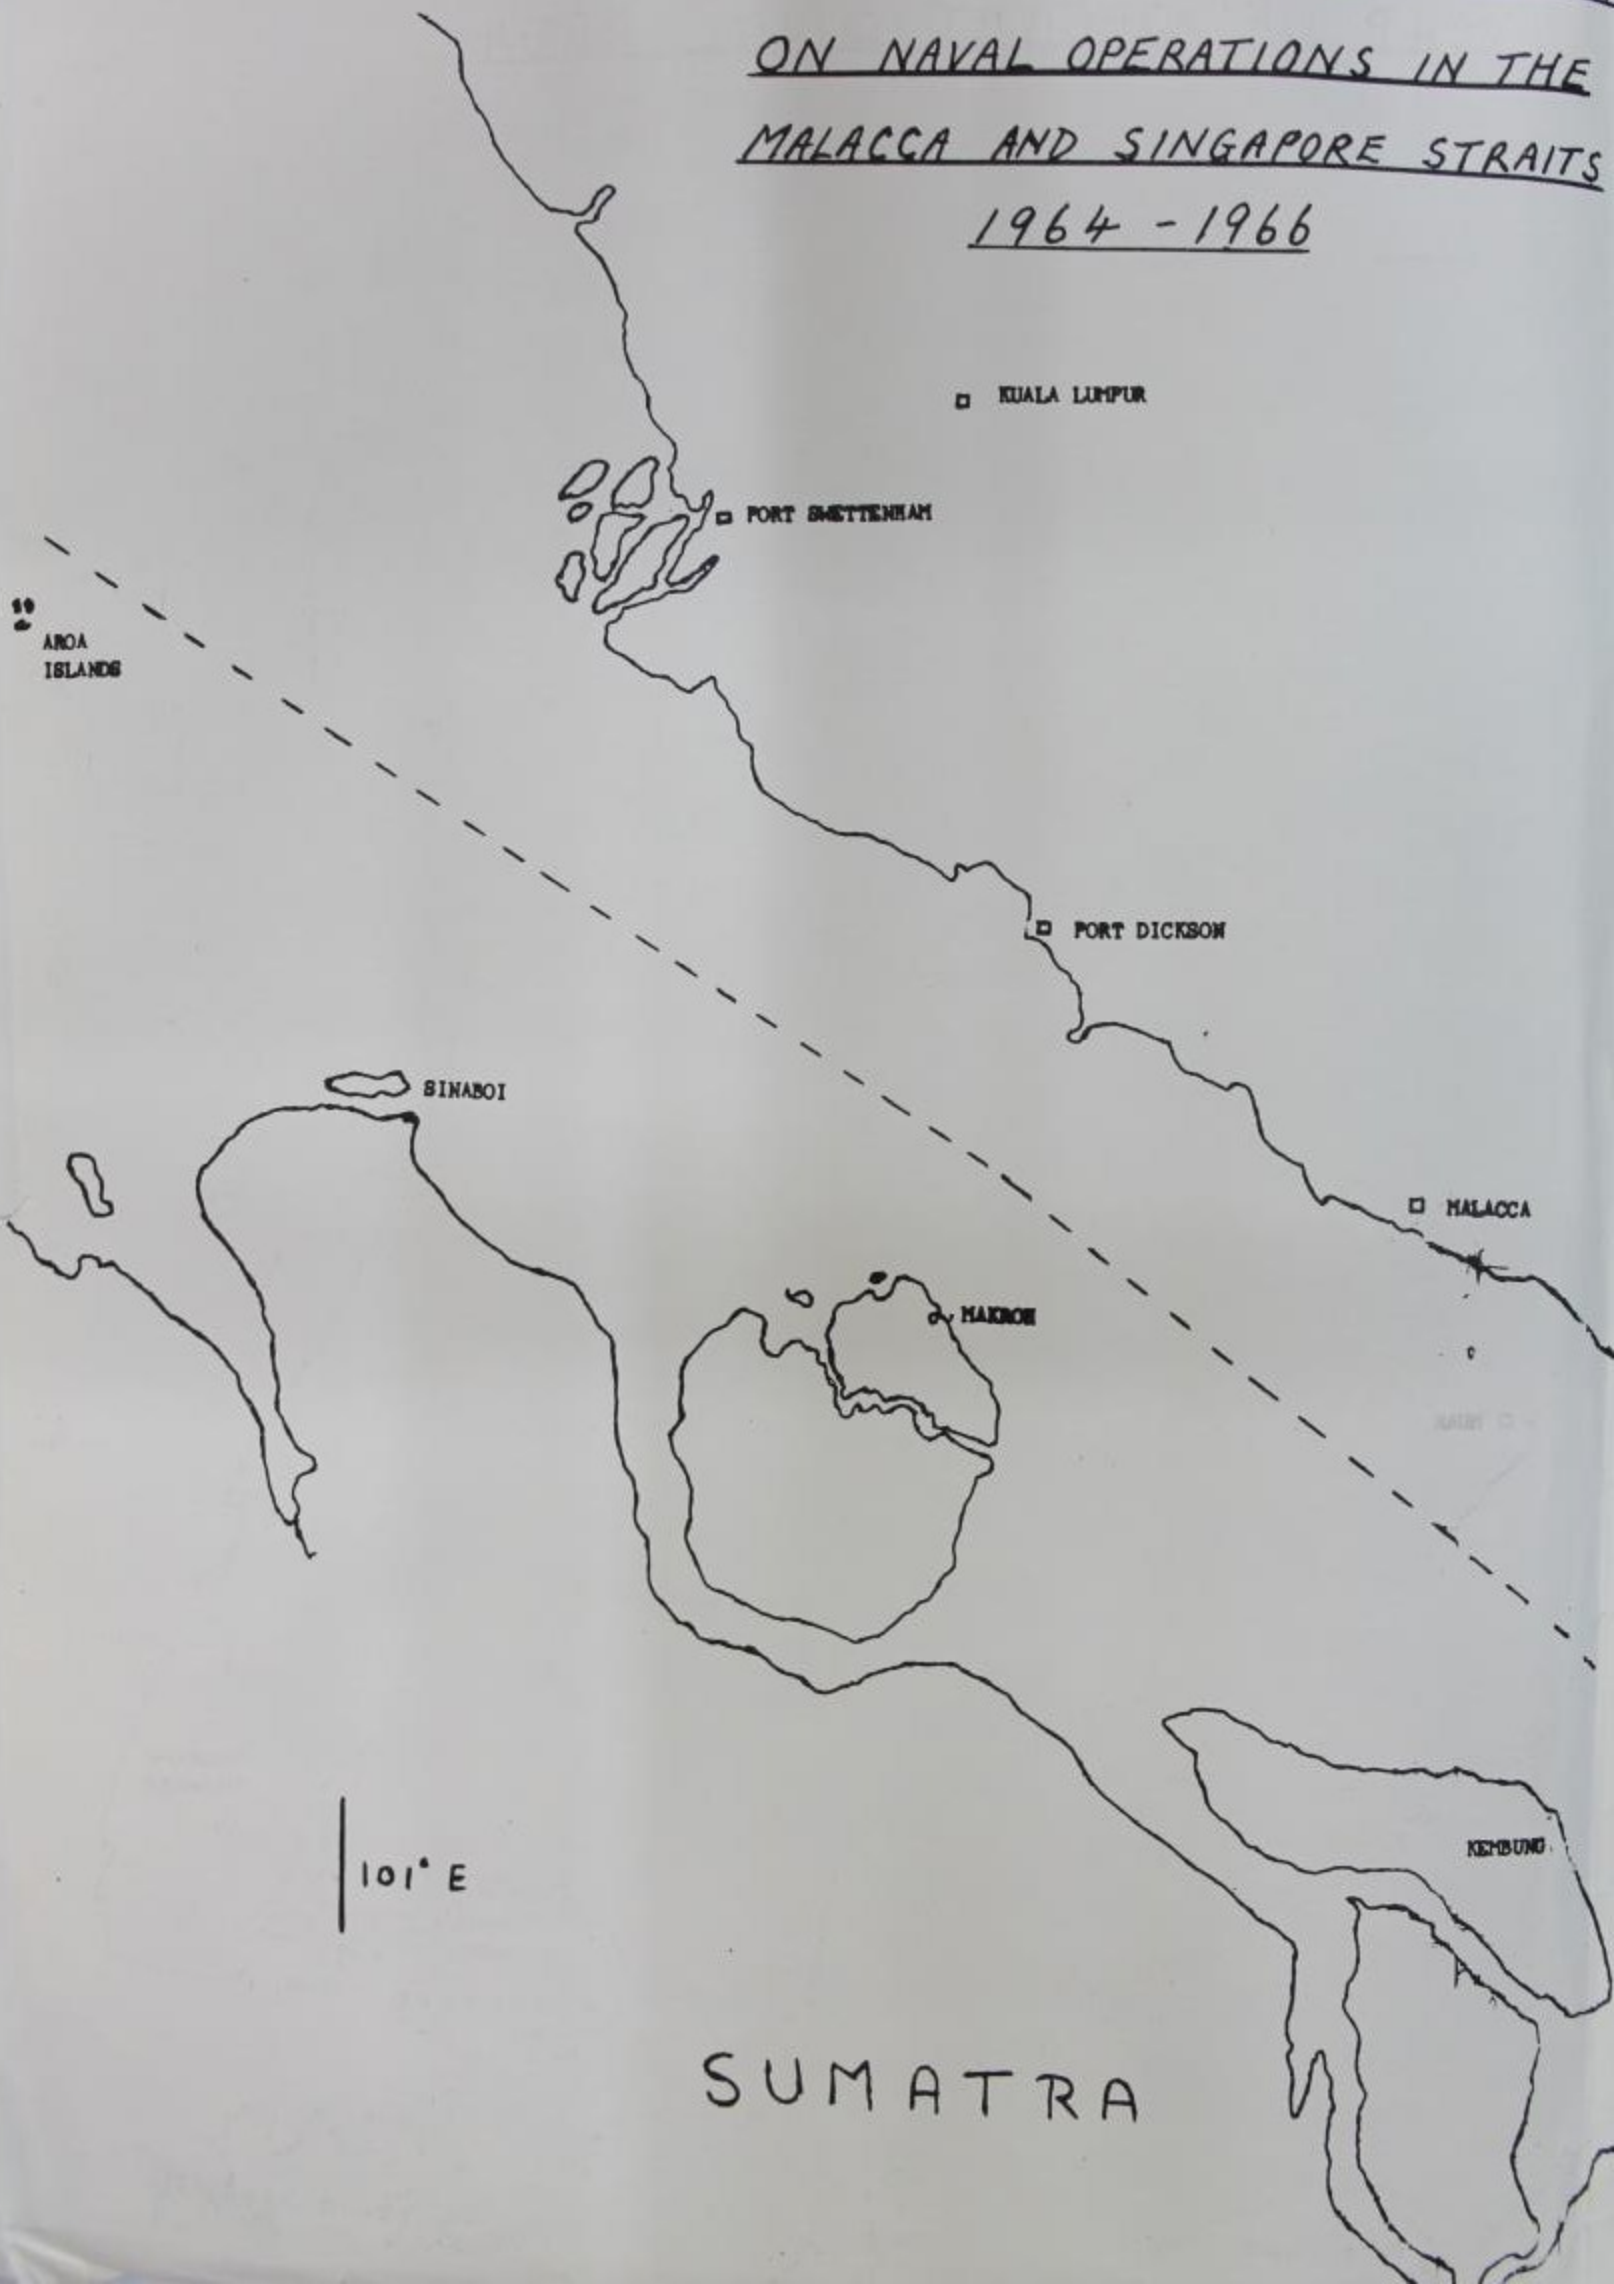 ON NAVAL OPERATIONS IN THE
MALACCA AND SINGAPORE STRAITS
1964 - 1966
KUALA LUMPUR
PORT SWETTENHAM
AROA
ISLANDS
PORT DICKSON
SINABOI
MALACCA
MAKROH
KEMBUNG
101° E
SUMATRA